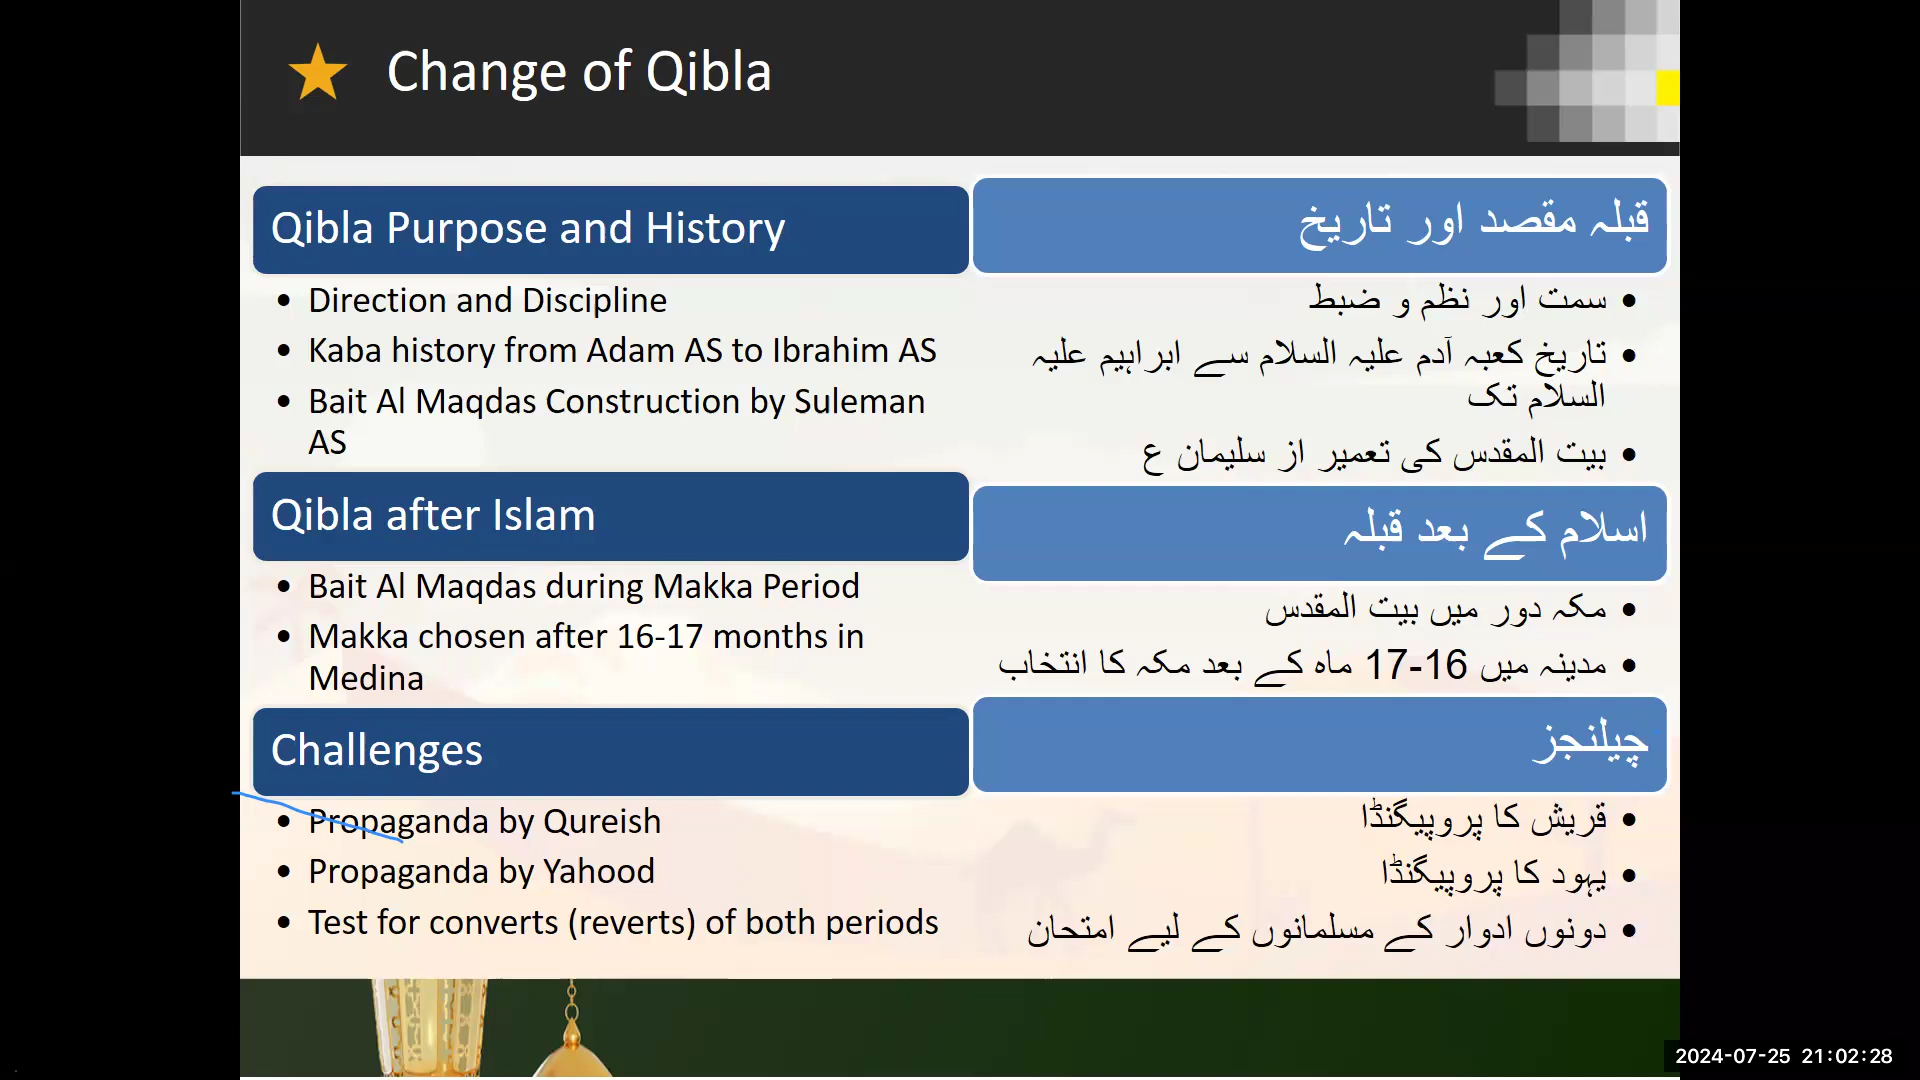 Change of Qibla
Qibla Purpose and History
• Direction and Discipline
• Kaba history from Adam AS to Ibrahim AS
• Bait Al Maqdas Construction by Suleman
AS
Qibla after Islam
• Bait Al Maqdas during Makka Period
• Makka chosen after 16-17 months in
Medina
Challenges
• Propaganda by Qureish
• Propaganda by Yahood
• Test for converts (reverts) of both periods
قبلہ مقصد اور تاریخ
• سمت اور نظم و ضبط
• تاریخ کعبہ آدم علیہ السلام سے ابراہیم علیہ
السلام تک
• بیت المقدس کی تعمیر از سلیمان ع
اسلام کے بعد قبلہ
• مکہ دور میں بیت المقدس
• مدینہ میں 16-17 ماہ کے بعد مکہ کا انتخاب
چیلنجز
• قریش کا پروپیگنڈا
• یہود کا پروپیگنڈا
• دونوں ادوار کے مسلمانوں کے لیے امتحان
2024-07-25 21:02:28